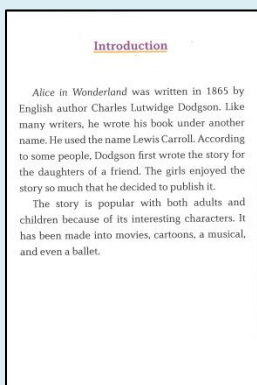 Introduction
Alice in Wonderland was written in 1865 by
English author Charles Lutwidge Dodgson. Like
many writers, he wrote his book under another
name. He used the name Lewis Carroll. According
to some people, Dodgson first wrote the story for
the daughters of a friend. The girls enjoyed the
story so much that he decided to publish it.
The story is popular with both adults and
children because of its interesting characters. It
has been made into movies, cartoons, a musical,
and even a ballet.